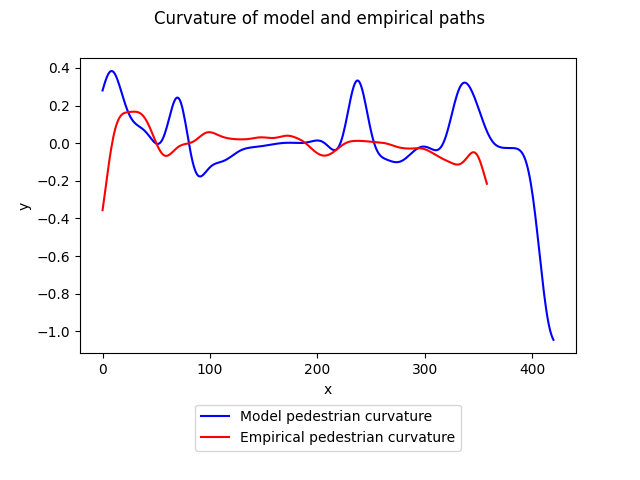 Curvature of model and empirical paths
0.4
0.2
0.0
−0.2
−0.4
−0.6
−0.8
−1.0
y
0 100 200 300 400
x
Model pedestrian curvature
Empirical pedestrian curvature